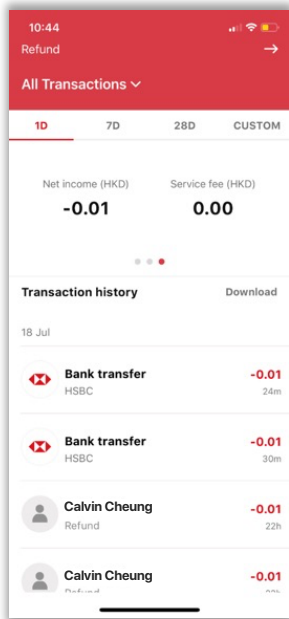 10:44
Refund
All Transactions
1D 7D 28D CUSTOM
Net income (HKD) Service fee (HKD)
-0.01 0.00
Transaction history Download
18 Jul
Bank transfer -0.01
HSBC 24m
Bank transfer -0.01
HSBC 30m
Calvin Cheung -0.01
Refund 22h
Calvin Cheung -0.01
Refund